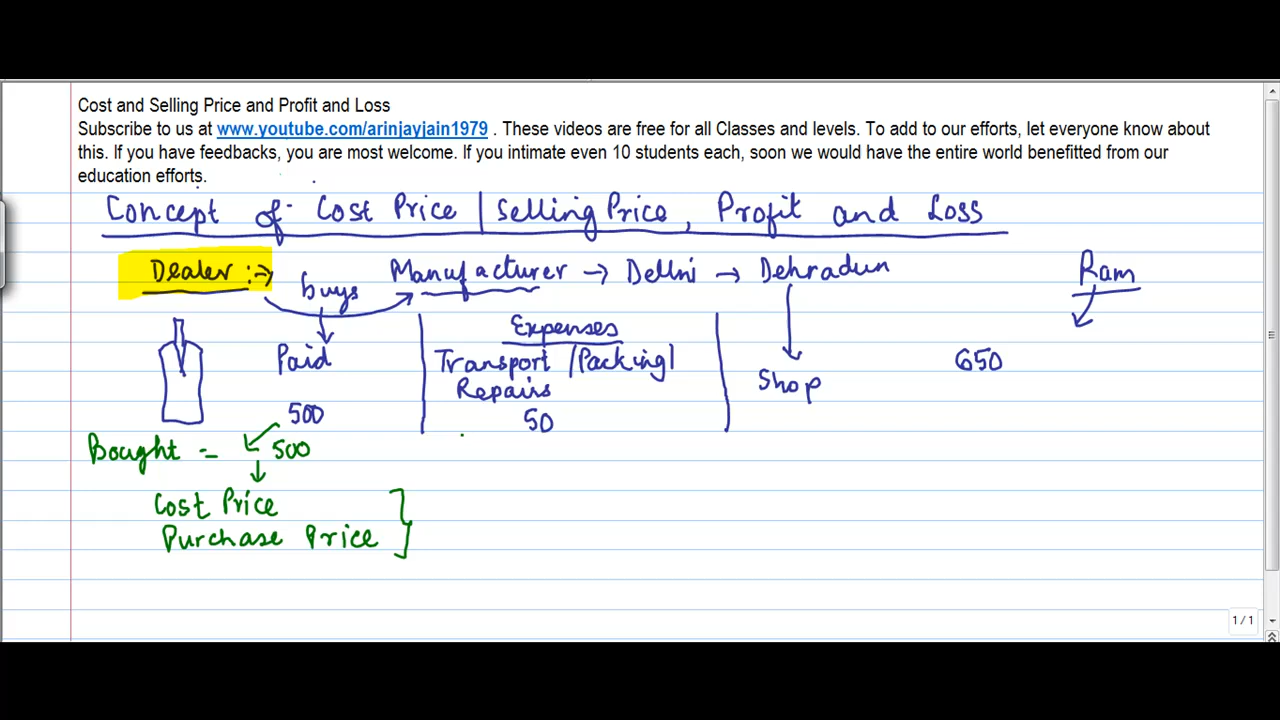 Cost and Selling Price and Profit and Loss
Subscribe to us at www.youtube.com/arinjayjain1979 . These videos are free for all Classes and levels. To add to our efforts, let everyone know about
this. If you have feedbacks, you are most welcome. If you intimate even 10 students each, soon we would have the entire world benefitted from our
education efforts.
Concept of Cost Price | Selling Price, Profit and Loss
Dealer :→ buys Manufacturer → Delhi → Dehradun Ram
Expenses
Paid Transport /Packing/ 650
Repairs Shop
500 50
Bought = 500
Cost Price
Purchase Price
1 / 1